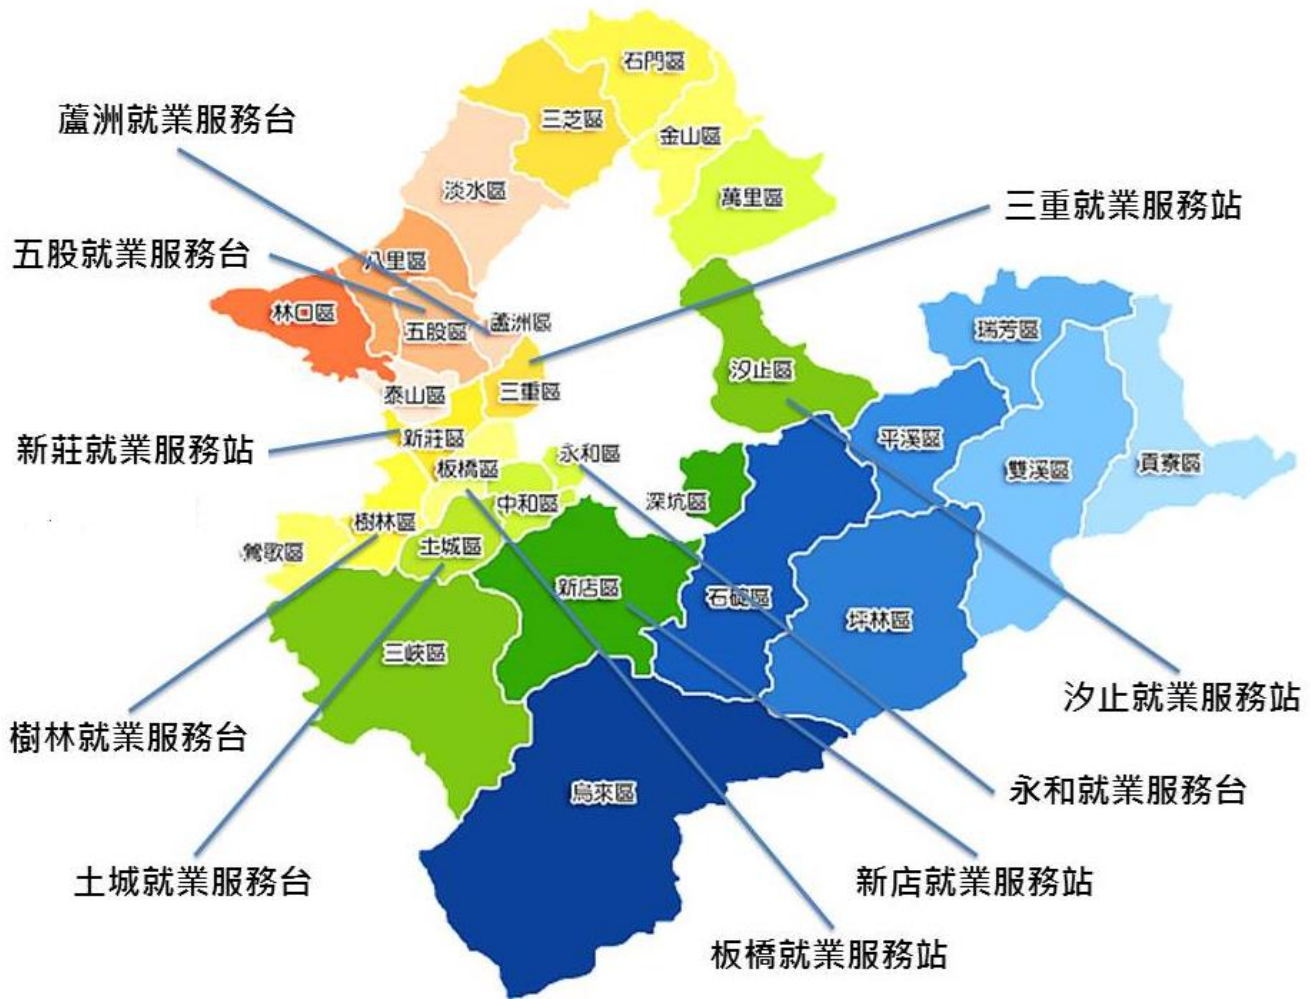 石門區
三芝區
蘆洲就業服務台
金山區
淡水區
萬里區
三重就業服務站
五股就業服務台
八里區
林口區
五股區
蘆洲區
瑞芳區
汐止區
泰山區
三重區
新莊就業服務站
新莊區
平溪區
永和區
板橋區
雙溪區
貢寮區
中和區
深坑區
樹林區
土城區
鶯歌區
新店區
石碇區
坪林區
三峽區
汐止就業服務站
樹林就業服務台
烏來區
永和就業服務台
土城就業服務台
新店就業服務站
板橋就業服務站